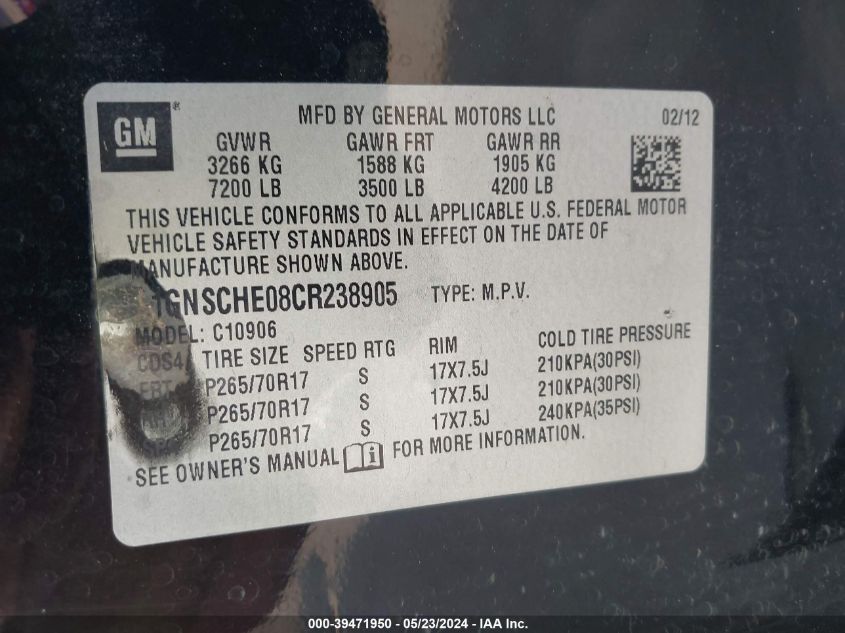 GM ®
MFD BY GENERAL MOTORS LLC 02/12
GVWR GAWR FRT GAWR RR
3266 KG 1588 KG 1905 KG
7200 LB 3500 LB 4200 LB
THIS VEHICLE CONFORMS TO ALL APPLICABLE U.S. FEDERAL MOTOR
VEHICLE SAFETY STANDARDS IN EFFECT ON THE DATE OF
MANUFACTURE SHOWN ABOVE.
1GNSCHE08CR238905 TYPE: M.P.V.
MODEL: C10906
TIRE SIZE SPEED RTG RIM COLD TIRE PRESSURE
FRT P265/70R17 S 17X7.5J 210KPA(30PSI)
P265/70R17 S 17X7.5J 210KPA(30PSI)
P265/70R17 S 17X7.5J 240KPA(35PSI)
SEE OWNER'S MANUAL i FOR MORE INFORMATION.
000-39471950 - 05/23/2024 - IAA Inc.